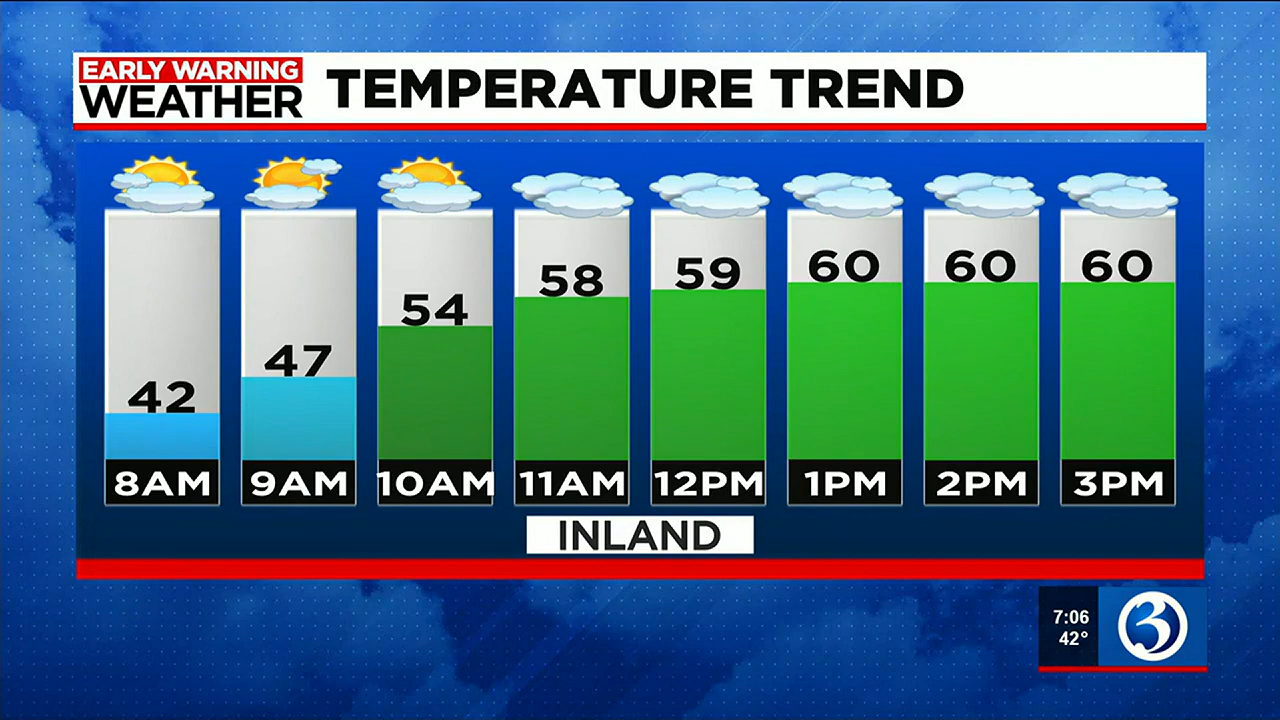 EARLY WARNING
WEATHER
TEMPERATURE TREND
42 47 54 58 59 60 60 60
8AM 9AM 10AM 11AM 12PM 1PM 2PM 3PM
INLAND
7:06
42°
3